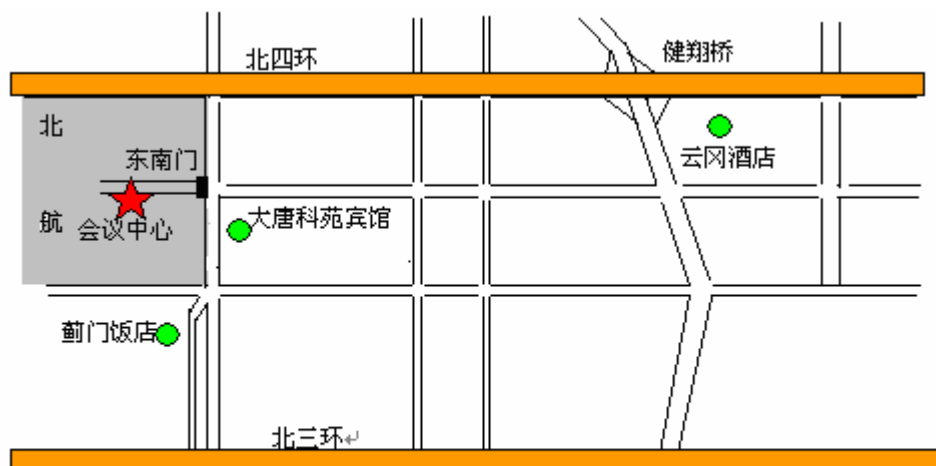 北四环
健翔桥
北
航
东南门
云冈酒店
会议中心
大唐科苑宾馆
蓟门饭店
北三环